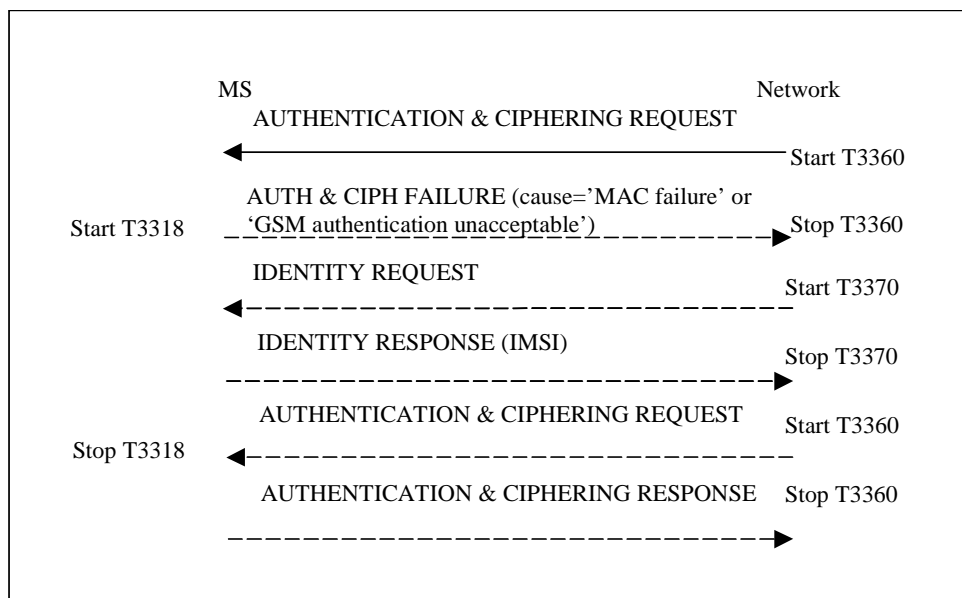 MS Network
AUTHENTICATION & CIPHERING REQUEST
Start T3360
AUTH & CIPH FAILURE (cause='MAC failure' or
Start T3318 ‘GSM authentication unacceptable’) Stop T3360
IDENTITY REQUEST
Start T3370
IDENTITY RESPONSE (IMSI)
Stop T3370
AUTHENTICATION & CIPHERING REQUEST Start T3360
Stop T3318
AUTHENTICATION & CIPHERING RESPONSE Stop T3360